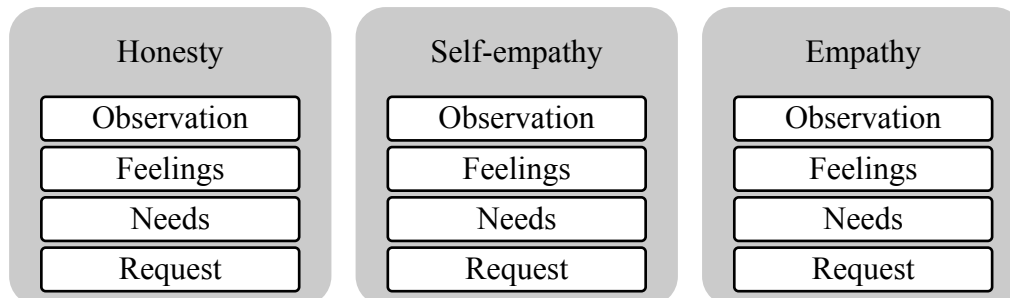 Honesty
Observation
Feelings
Needs
Request
Self-empathy
Observation
Feelings
Needs
Request
Empathy
Observation
Feelings
Needs
Request